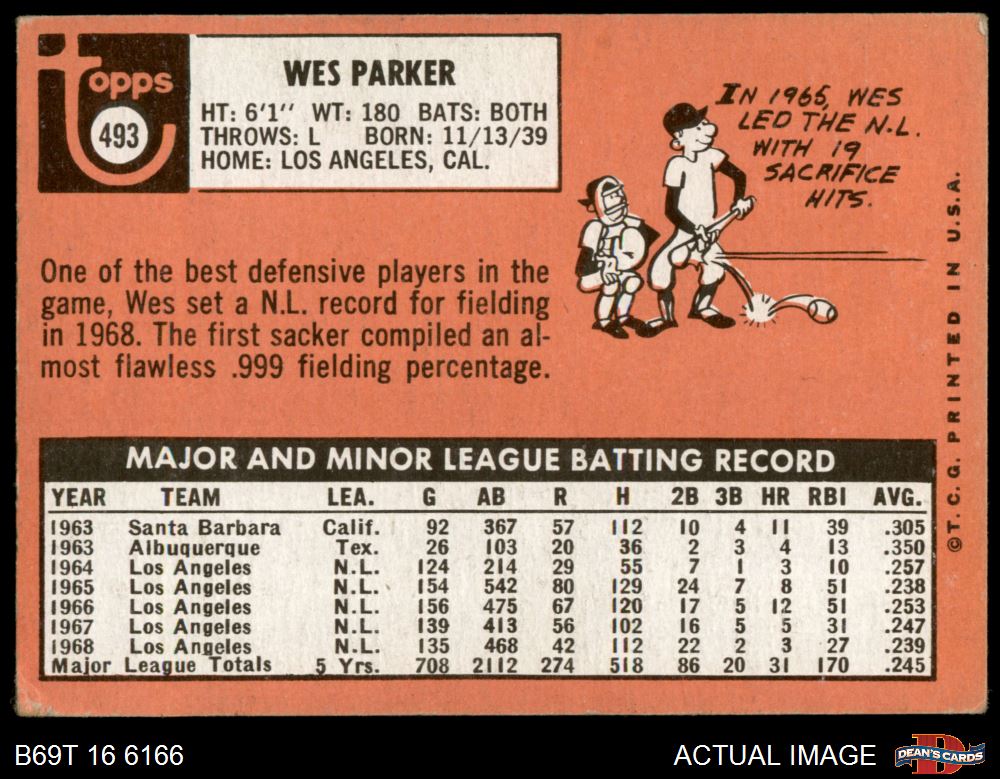 Topps
493
WES PARKER
HT: 6'1'' WT: 180 BATS: BOTH
THROWS: L BORN: 11/13/39
HOME: LOS ANGELES, CAL.
IN 1965, WES
LED THE N.L.
WITH 19
SACRIFICE
HITS.
One of the best defensive players in the
game, Wes set a N.L. record for fielding
in 1968. The first sacker compiled an al-
most flawless .999 fielding percentage.
© T. C. G. PRINTED IN U.S.A.
MAJOR AND MINOR LEAGUE BATTING RECORD
YEAR TEAM LEA. G AB R H 2B 3B HR RBI AVG.
1963 Santa Barbara Calif. 92 367 57 112 10 4 11 39 .305
1963 Albuquerque Tex. 26 103 20 36 2 3 4 13 .350
1964 Los Angeles N.L. 124 214 29 55 7 1 3 10 .257
1965 Los Angeles N.L. 154 542 80 129 24 7 8 51 .238
1966 Los Angeles N.L. 156 475 67 120 17 5 12 51 .253
1967 Los Angeles N.L. 139 413 56 102 16 5 5 31 .247
1968 Los Angeles N.L. 135 468 42 112 22 2 3 27 .239
Major League Totals 5 Yrs. 708 2112 274 518 86 20 31 170 .245
B69T 16 6166
ACTUAL IMAGE
D
DEAN'S CARDS